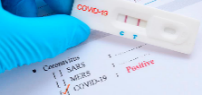 COVID-19
C T
Coronavirus
SARS
MERS
COVID-19
Positive